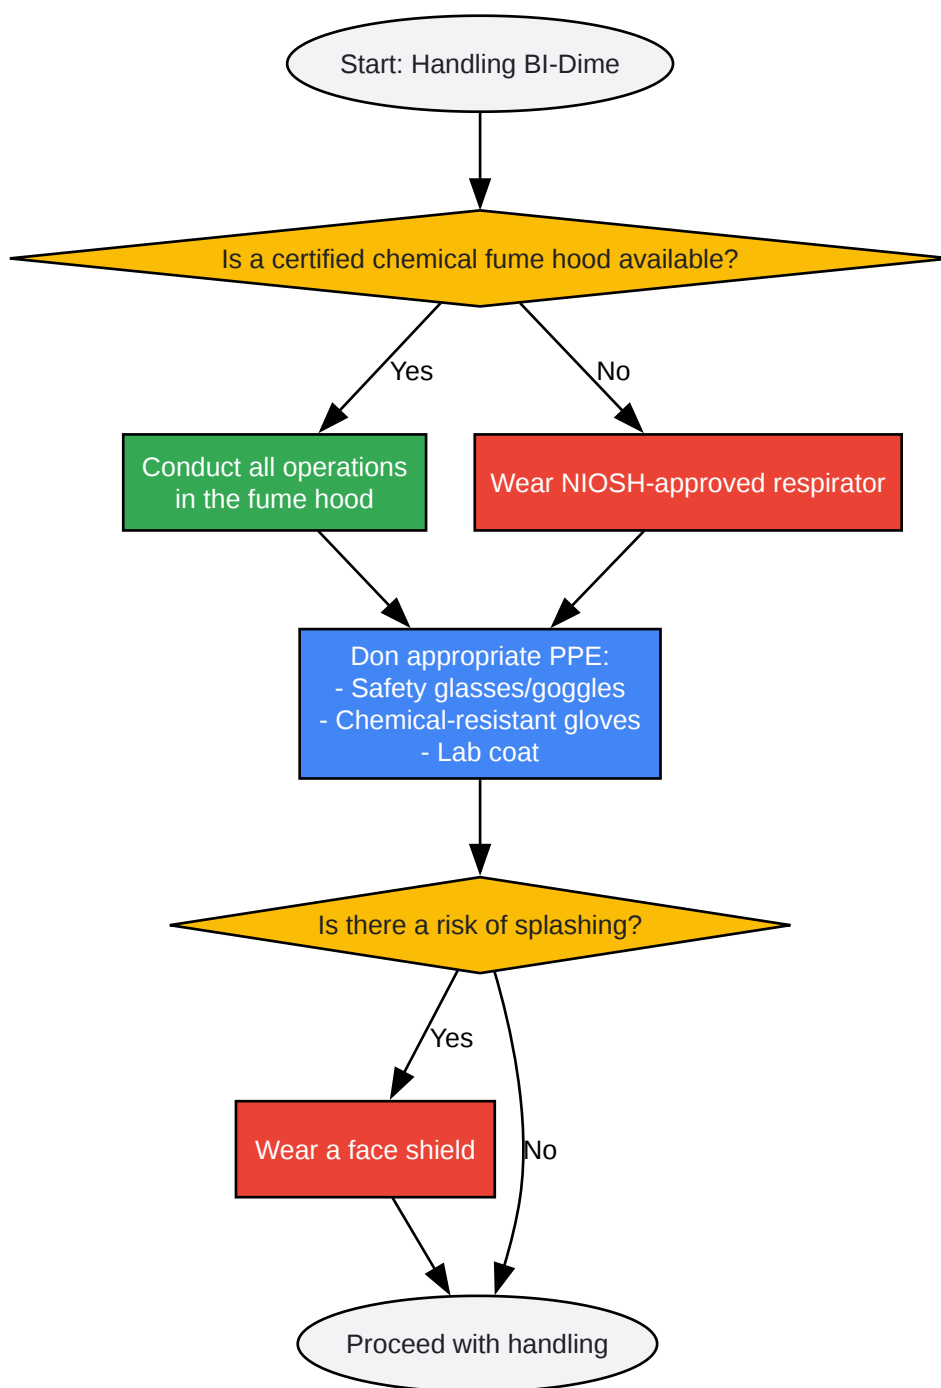 Start: Handling BI-Dime
Is a certified chemical fume hood available?
Yes
No
Conduct all operations
in the fume hood
Wear NIOSH-approved respirator
Don appropriate PPE:
- Safety glasses/goggles
- Chemical-resistant gloves
- Lab coat
Is there a risk of splashing?
Yes
Wear a face shield
No
Proceed with handling